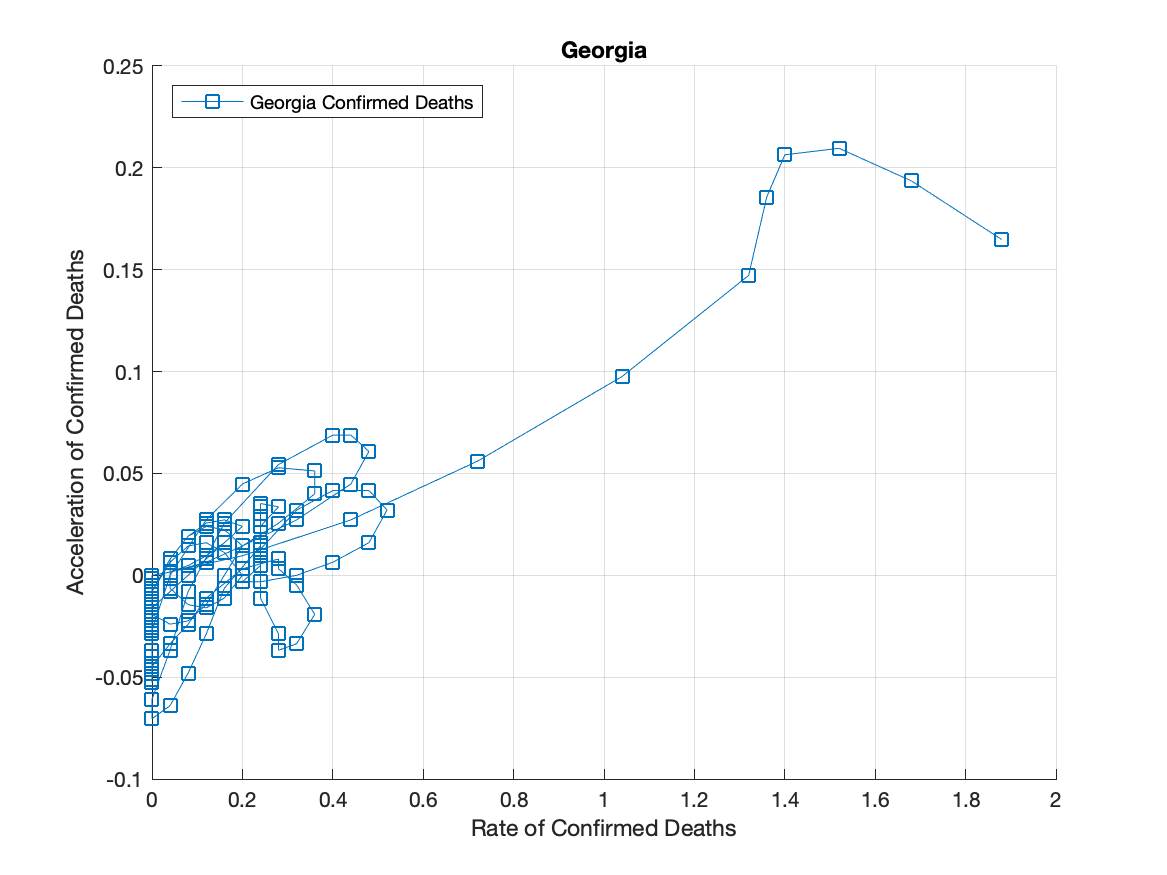 Georgia
0.25
Georgia Confirmed Deaths
0.2
0.15
0.1
0.05
0
-0.05
-0.1
Acceleration of Confirmed Deaths
0 0.2 0.4 0.6 0.8 1 1.2 1.4 1.6 1.8 2
Rate of Confirmed Deaths